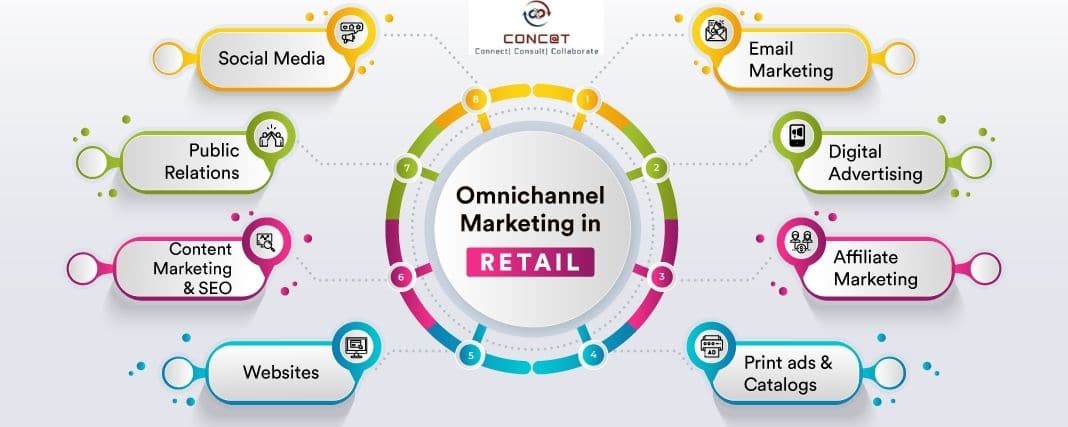 CONC@T
Connect| Consult| Collaborate
Omnichannel
Marketing in
RETAIL
1
Email
Marketing
2
Digital
Advertising
3
Affiliate
Marketing
4
AD
Print ads &
Catalogs
5
Websites
6
Content
Marketing
& SEO
7
Public
Relations
8
Social Media